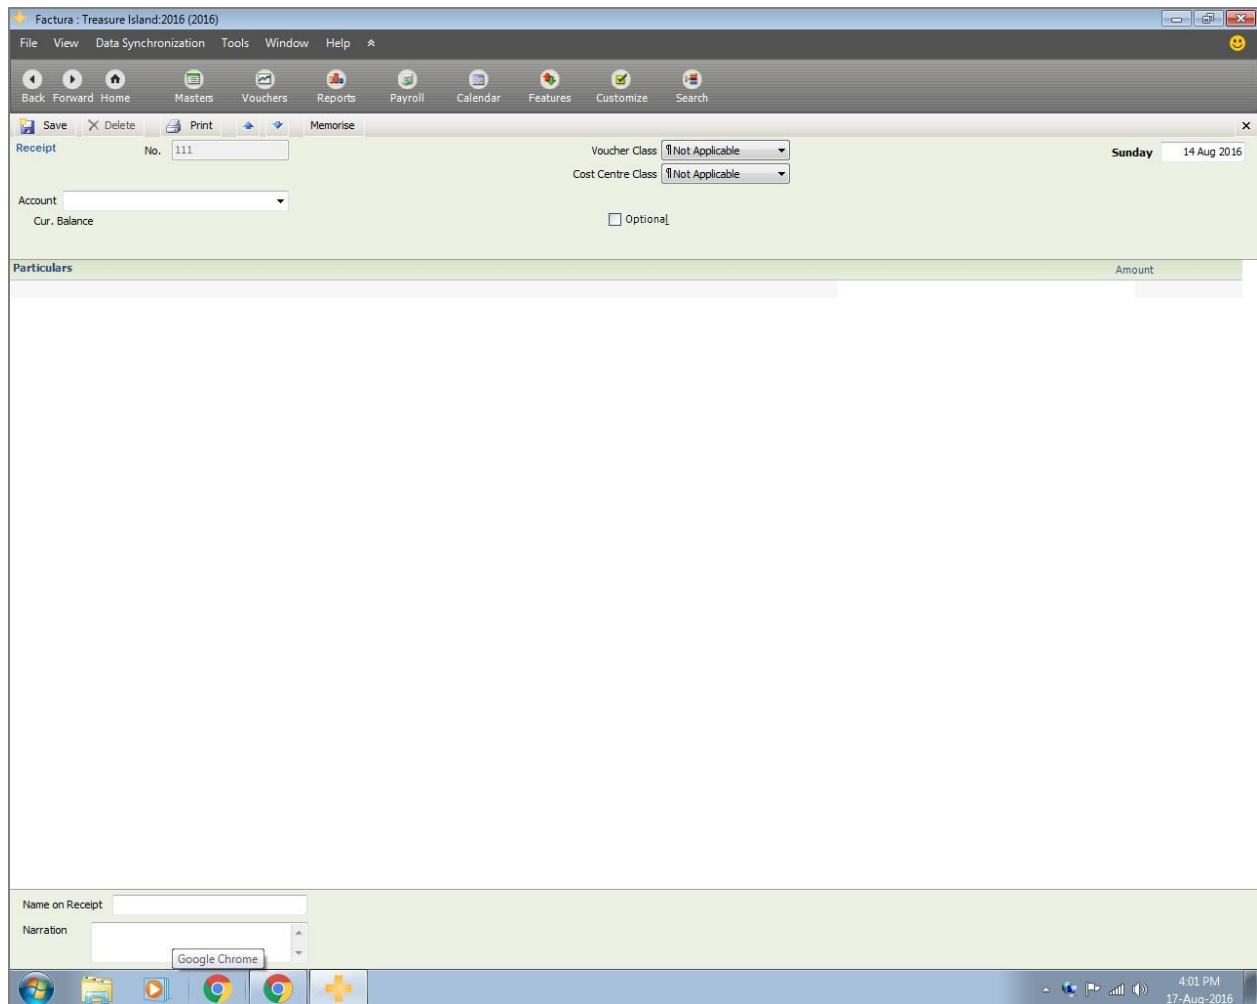 Factura : Treasure Island:2016 (2016)
File View Data Synchronization Tools Window Help
Back Forward Home Masters Vouchers Reports Payroll Calendar Features Customize Search
Save Delete Print Memorise
Receipt No. 111 Voucher Class ¶Not Applicable Sunday 14 Aug 2016
Cost Centre Class ¶Not Applicable
Account
Cur. Balance Optional
Particulars Amount
Name on Receipt
Narration
Google Chrome
4:01 PM
17-Aug-2016